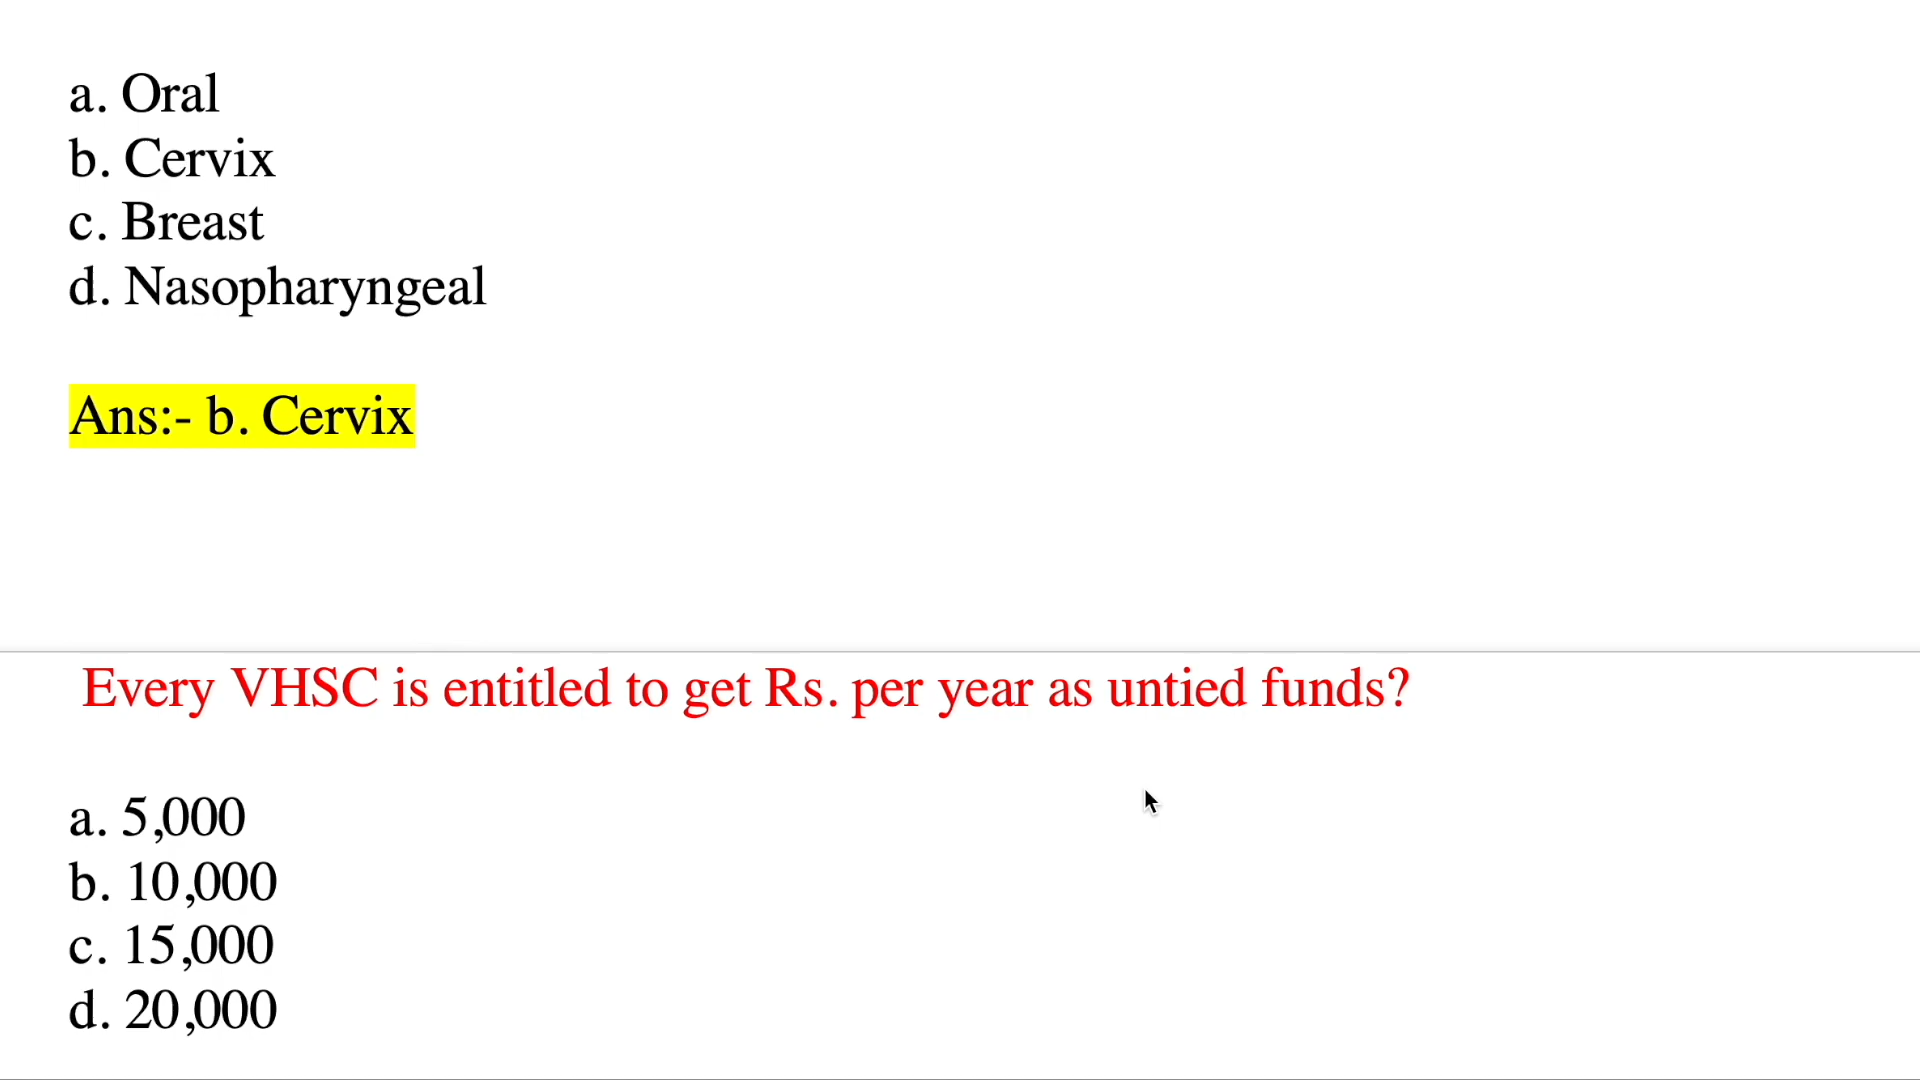 a. Oral
b. Cervix
c. Breast
d. Nasopharyngeal
Ans:- b. Cervix
Every VHSC is entitled to get Rs. per year as untied funds?
a. 5,000
b. 10,000
c. 15,000
d. 20,000